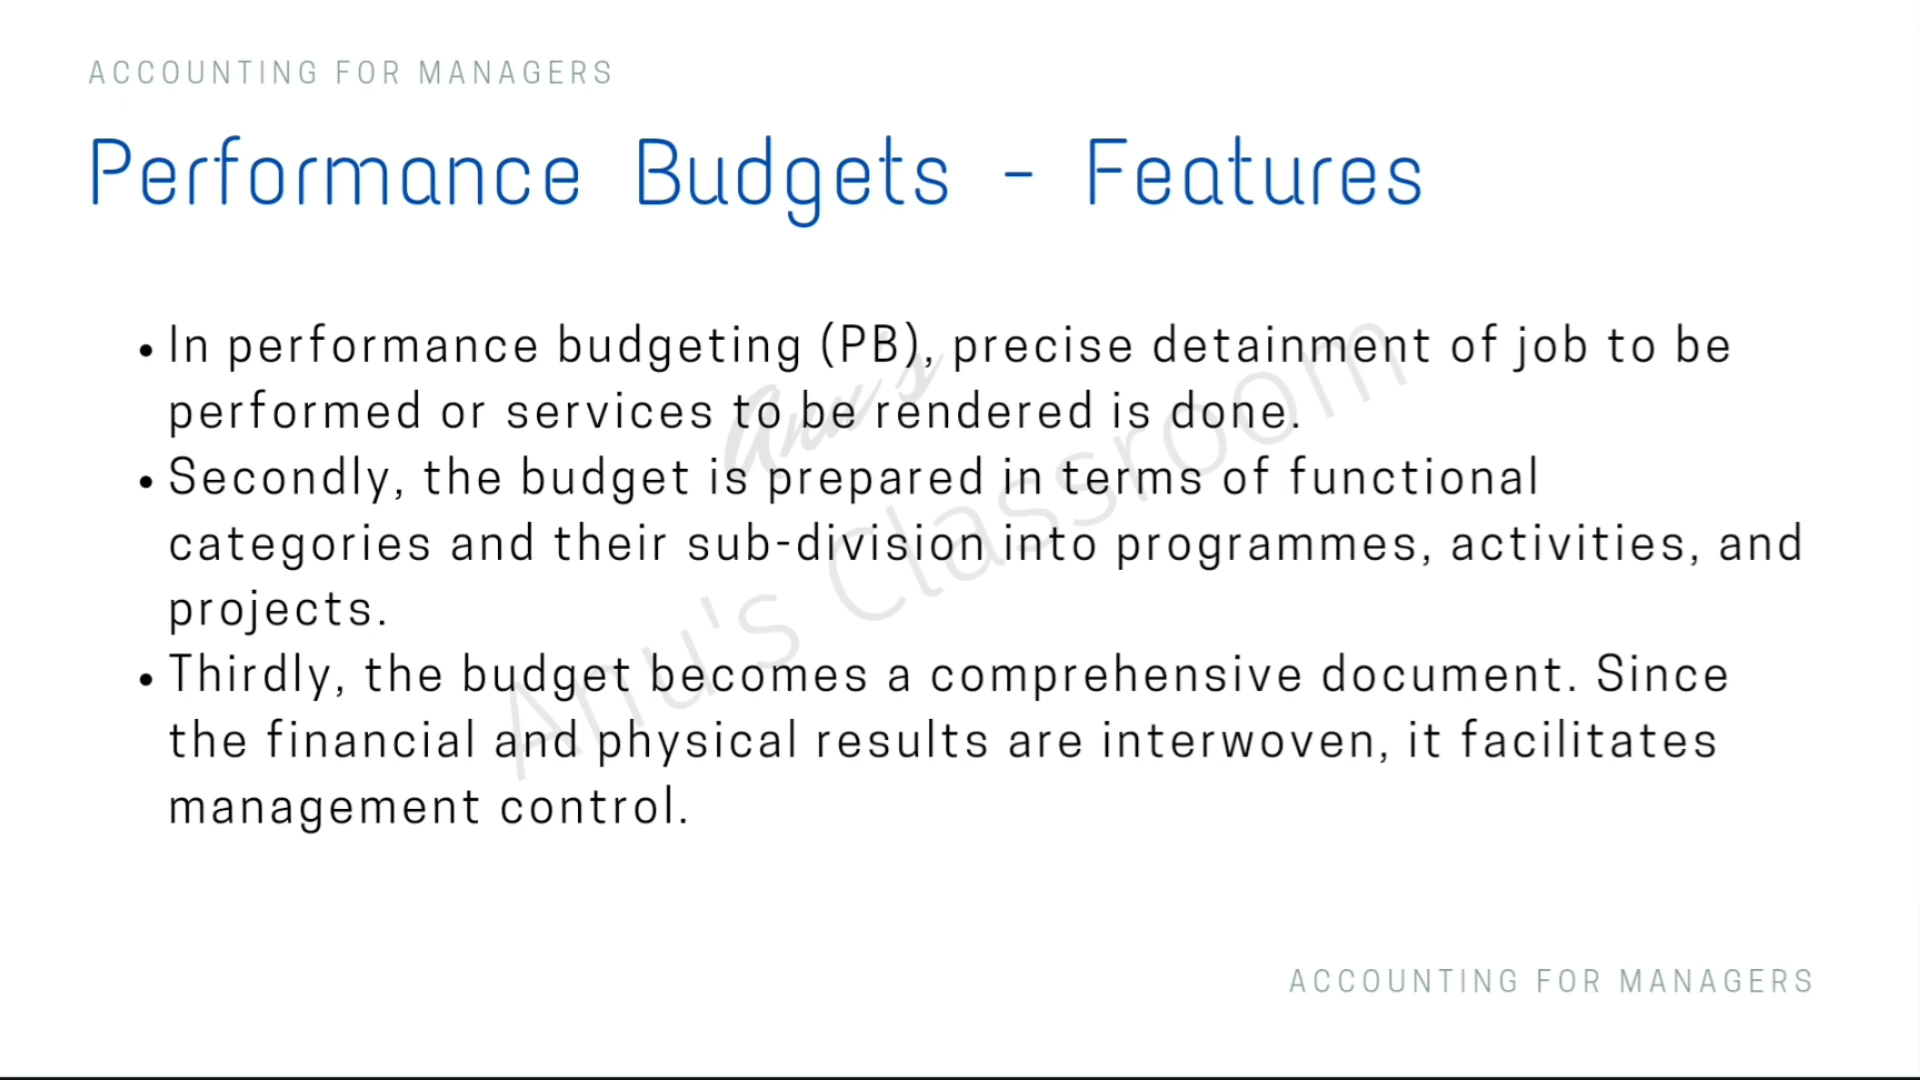 ACCOUNTING FOR MANAGERS
Performance Budgets - Features
• In performance budgeting (PB), precise detainment of job to be
performed or services to be rendered is done.
• Secondly, the budget is prepared in terms of functional
categories and their sub-division into programmes, activities, and
projects.
• Thirdly, the budget becomes a comprehensive document. Since
the financial and physical results are interwoven, it facilitates
management control.
Anu's
Anu's Classroom
ACCOUNTING FOR MANAGERS